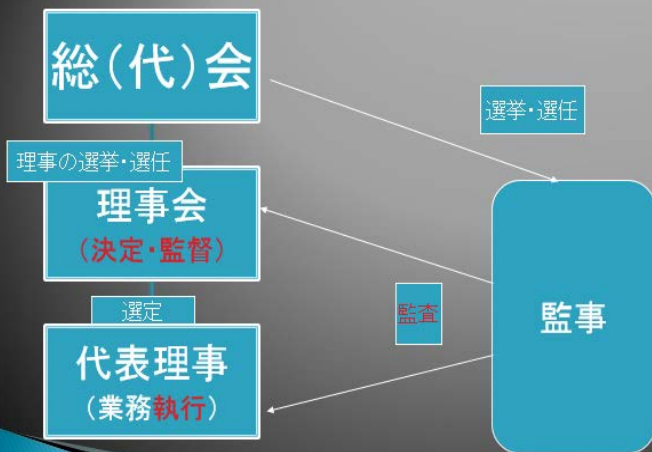 総(代)会
選挙・選任
理事の選挙・選任
理事会
(決定・監督)
選定
監査
監事
代表理事
(業務執行)